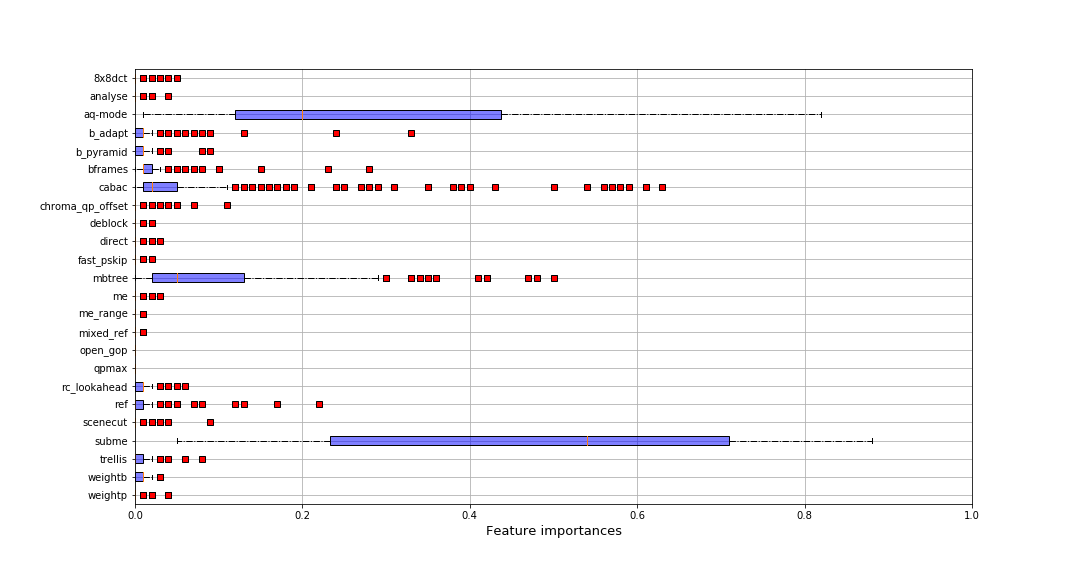 8x8dct
analyse
aq-mode
b_adapt
b_pyramid
bframes
cabac
chroma_qp_offset
deblock
direct
fast_pskip
mbtree
me
me_range
mixed_ref
open_gop
qpmax
rc_lookahead
ref
scenecut
subme
trellis
weightb
weightp
0.0 0.2 0.4 0.6 0.8 1.0
Feature importances